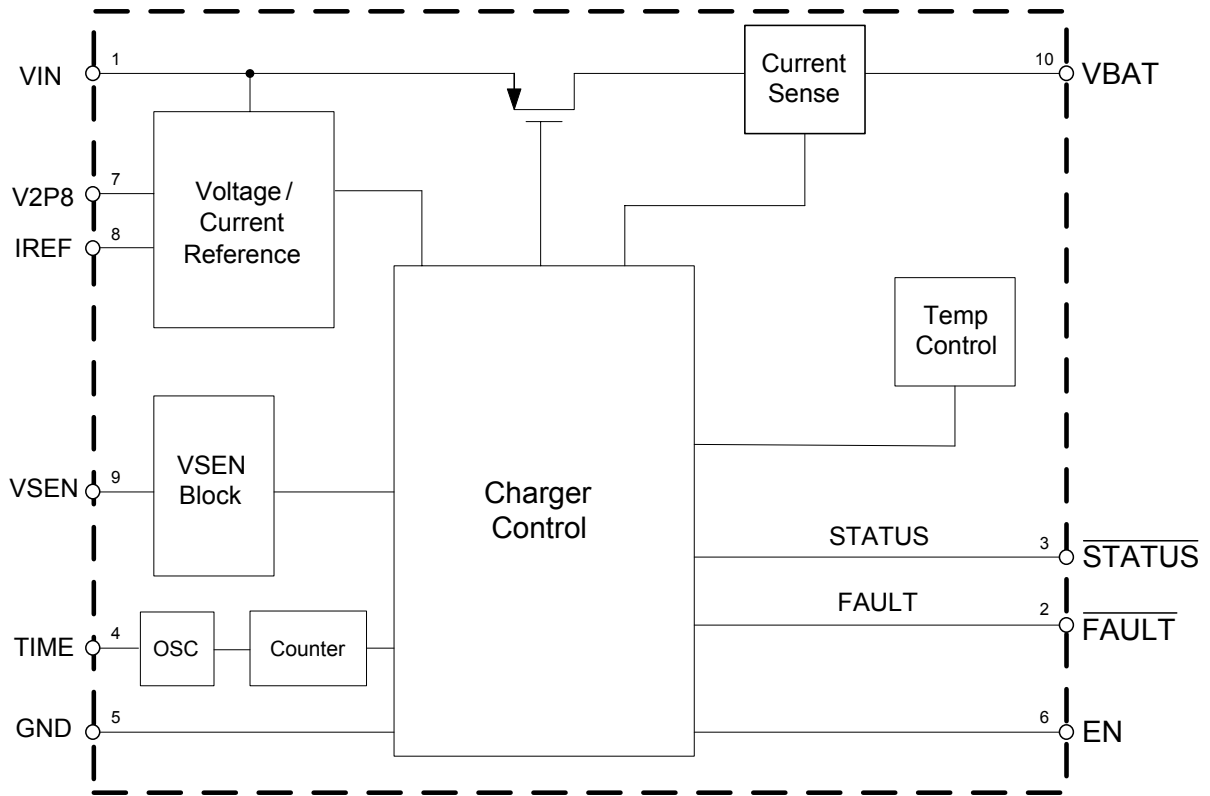 VIN
1
Current
Sense
10
VBAT
V2P8
7
IREF
8
Voltage /
Current
Reference
Temp
Control
VSEN
9
VSEN
Block
Charger
Control
STATUS
3
STATUS
FAULT
2
FAULT
TIME
4
OSC
Counter
GND
5
6
EN